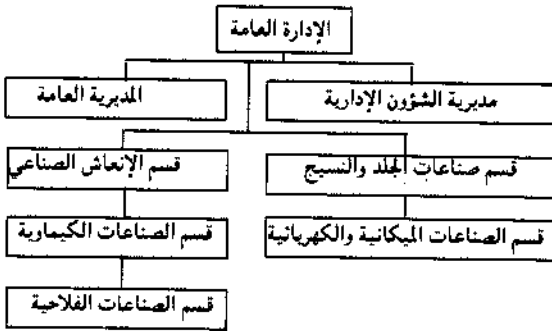 الإدارة العامة
مديرية الشؤون الإدارية
المديرية العامة
قسم صناعات الجلد والنسيج
قسم الإنعاش الصناعي
قسم الصناعات الميكانية والكهربائية
قسم الصناعات الكيماوية
قسم الصناعات الفلاحية